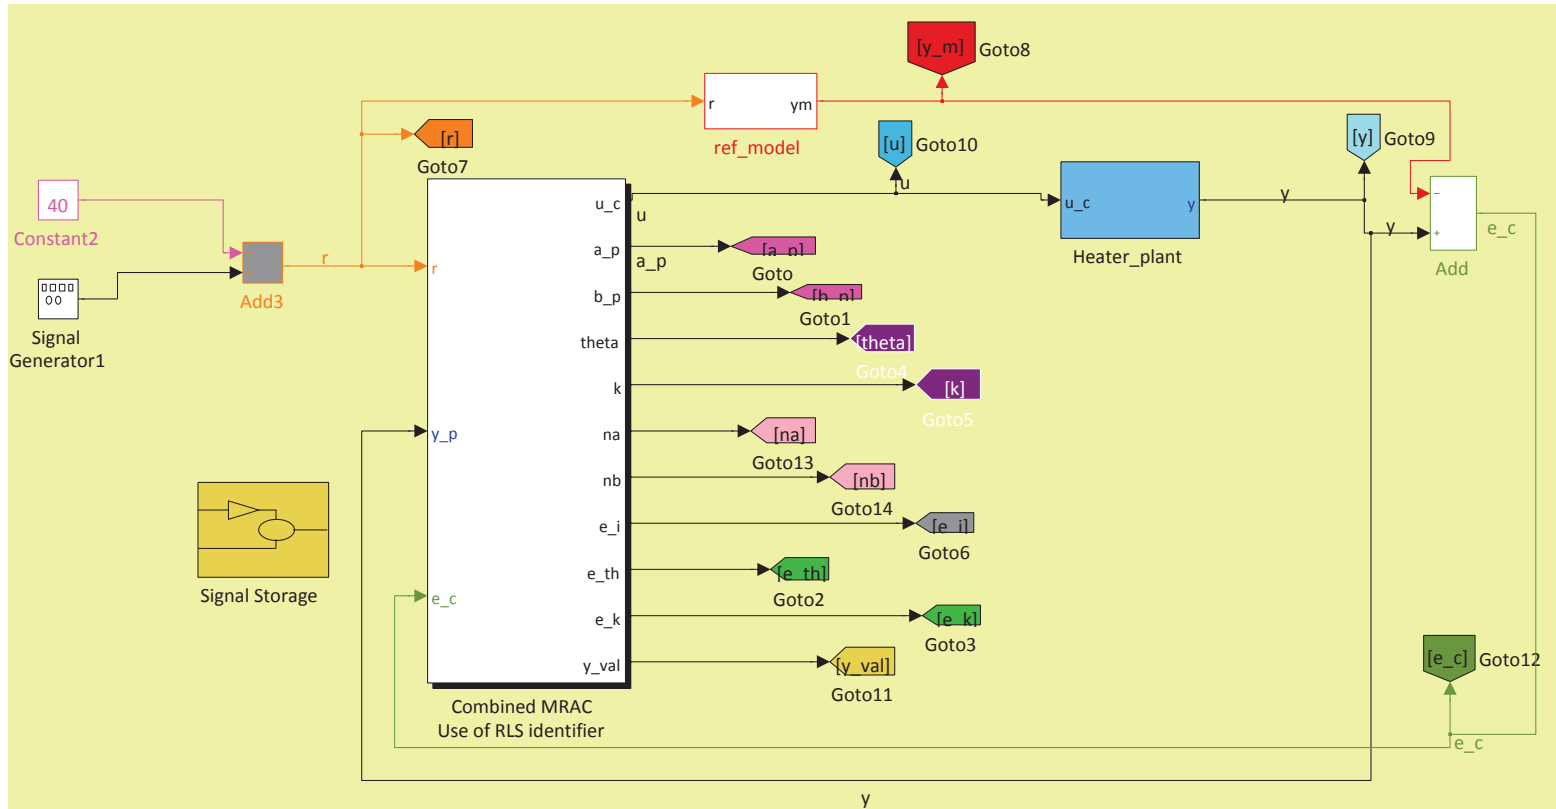 [y_m]
Goto8
r
ym
ref_model
[r]
Goto7
[u]
Goto10
u
[y]
Goto9
40
Constant2
Signal
Generator1
r
Add3
r
y_p
e_c
u_c
a_p
b_p
theta
k
na
nb
e_i
e_th
e_k
y_val
Combined MRAC
Use of RLS identifier
u
a_p
[a_p]
Goto
[b_p]
Goto1
[theta]
Goto4
[k]
Goto5
[na]
Goto13
[nb]
Goto14
[e_i]
Goto6
[e_th]
Goto2
[e_k]
Goto3
[y_val]
Goto11
u_c
y
Heater_plant
y
y
−
+
Add
e_c
Signal Storage
[e_c]
Goto12
e_c
y